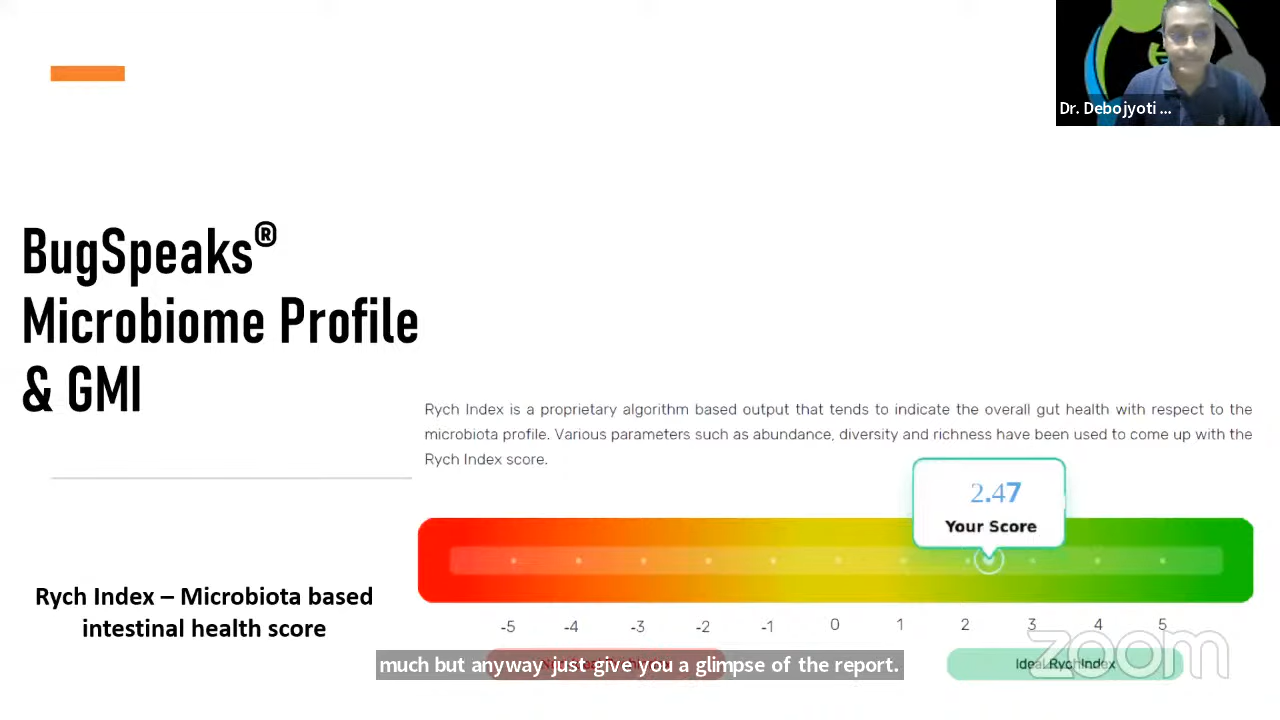 Dr. Debojyoti ...
BugSpeaks®
Microbiome Profile
& GMI
Rych Index is a proprietary algorithm based output that tends to indicate the overall gut health with respect to the
microbiota profile. Various parameters such as abundance, diversity and richness have been used to come up with the
Rych Index score.
2.47
Your Score
-5 -4 -3 -2 -1 0 1 2 3 4 5
Rych Index – Microbiota based
intestinal health score
Ideal RychIndex
zoom
much but anyway just give you a glimpse of the report.